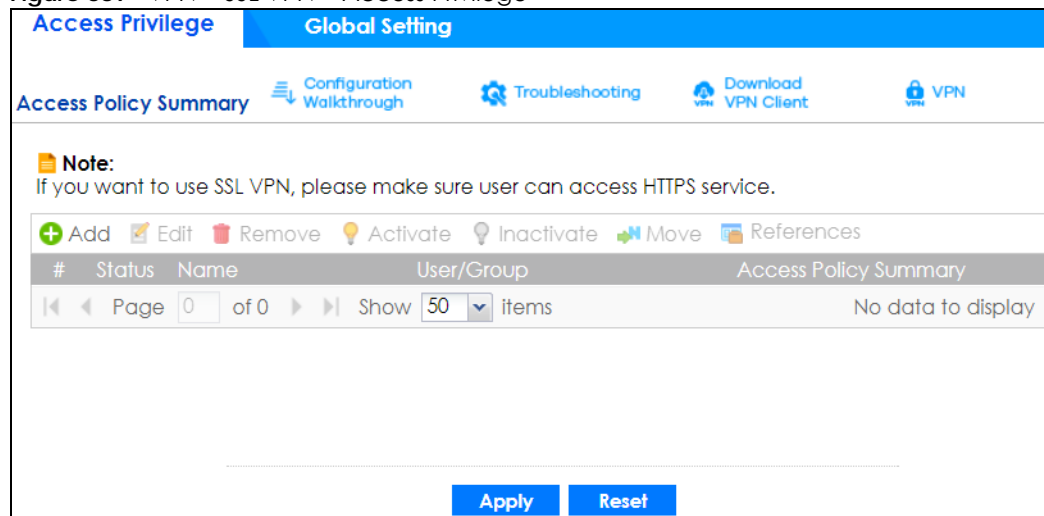 Access Privilege Global Setting
Access Policy Summary Configuration Walkthrough Troubleshooting Download VPN Client VPN
Note:
If you want to use SSL VPN, please make sure user can access HTTPS service.
Add Edit Remove Activate Inactivate Move References
# Status Name User/Group Access Policy Summary
Page 0 of 0 Show 50 items No data to display
Apply Reset